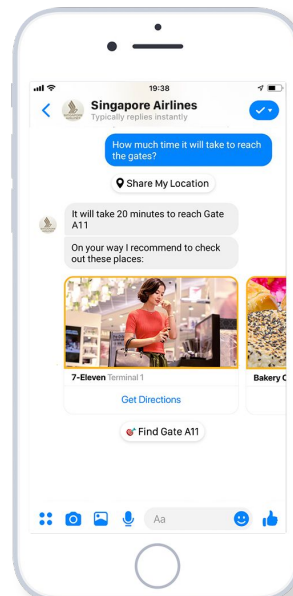 19:38
Singapore Airlines
Typically replies instantly
How much time it will take to reach
the gates?
Share My Location
It will take 20 minutes to reach Gate
A11
On your way I recommend to check
out these places:
7-Eleven Terminal 1
Bakery C
Get Directions
Find Gate A11
Aa